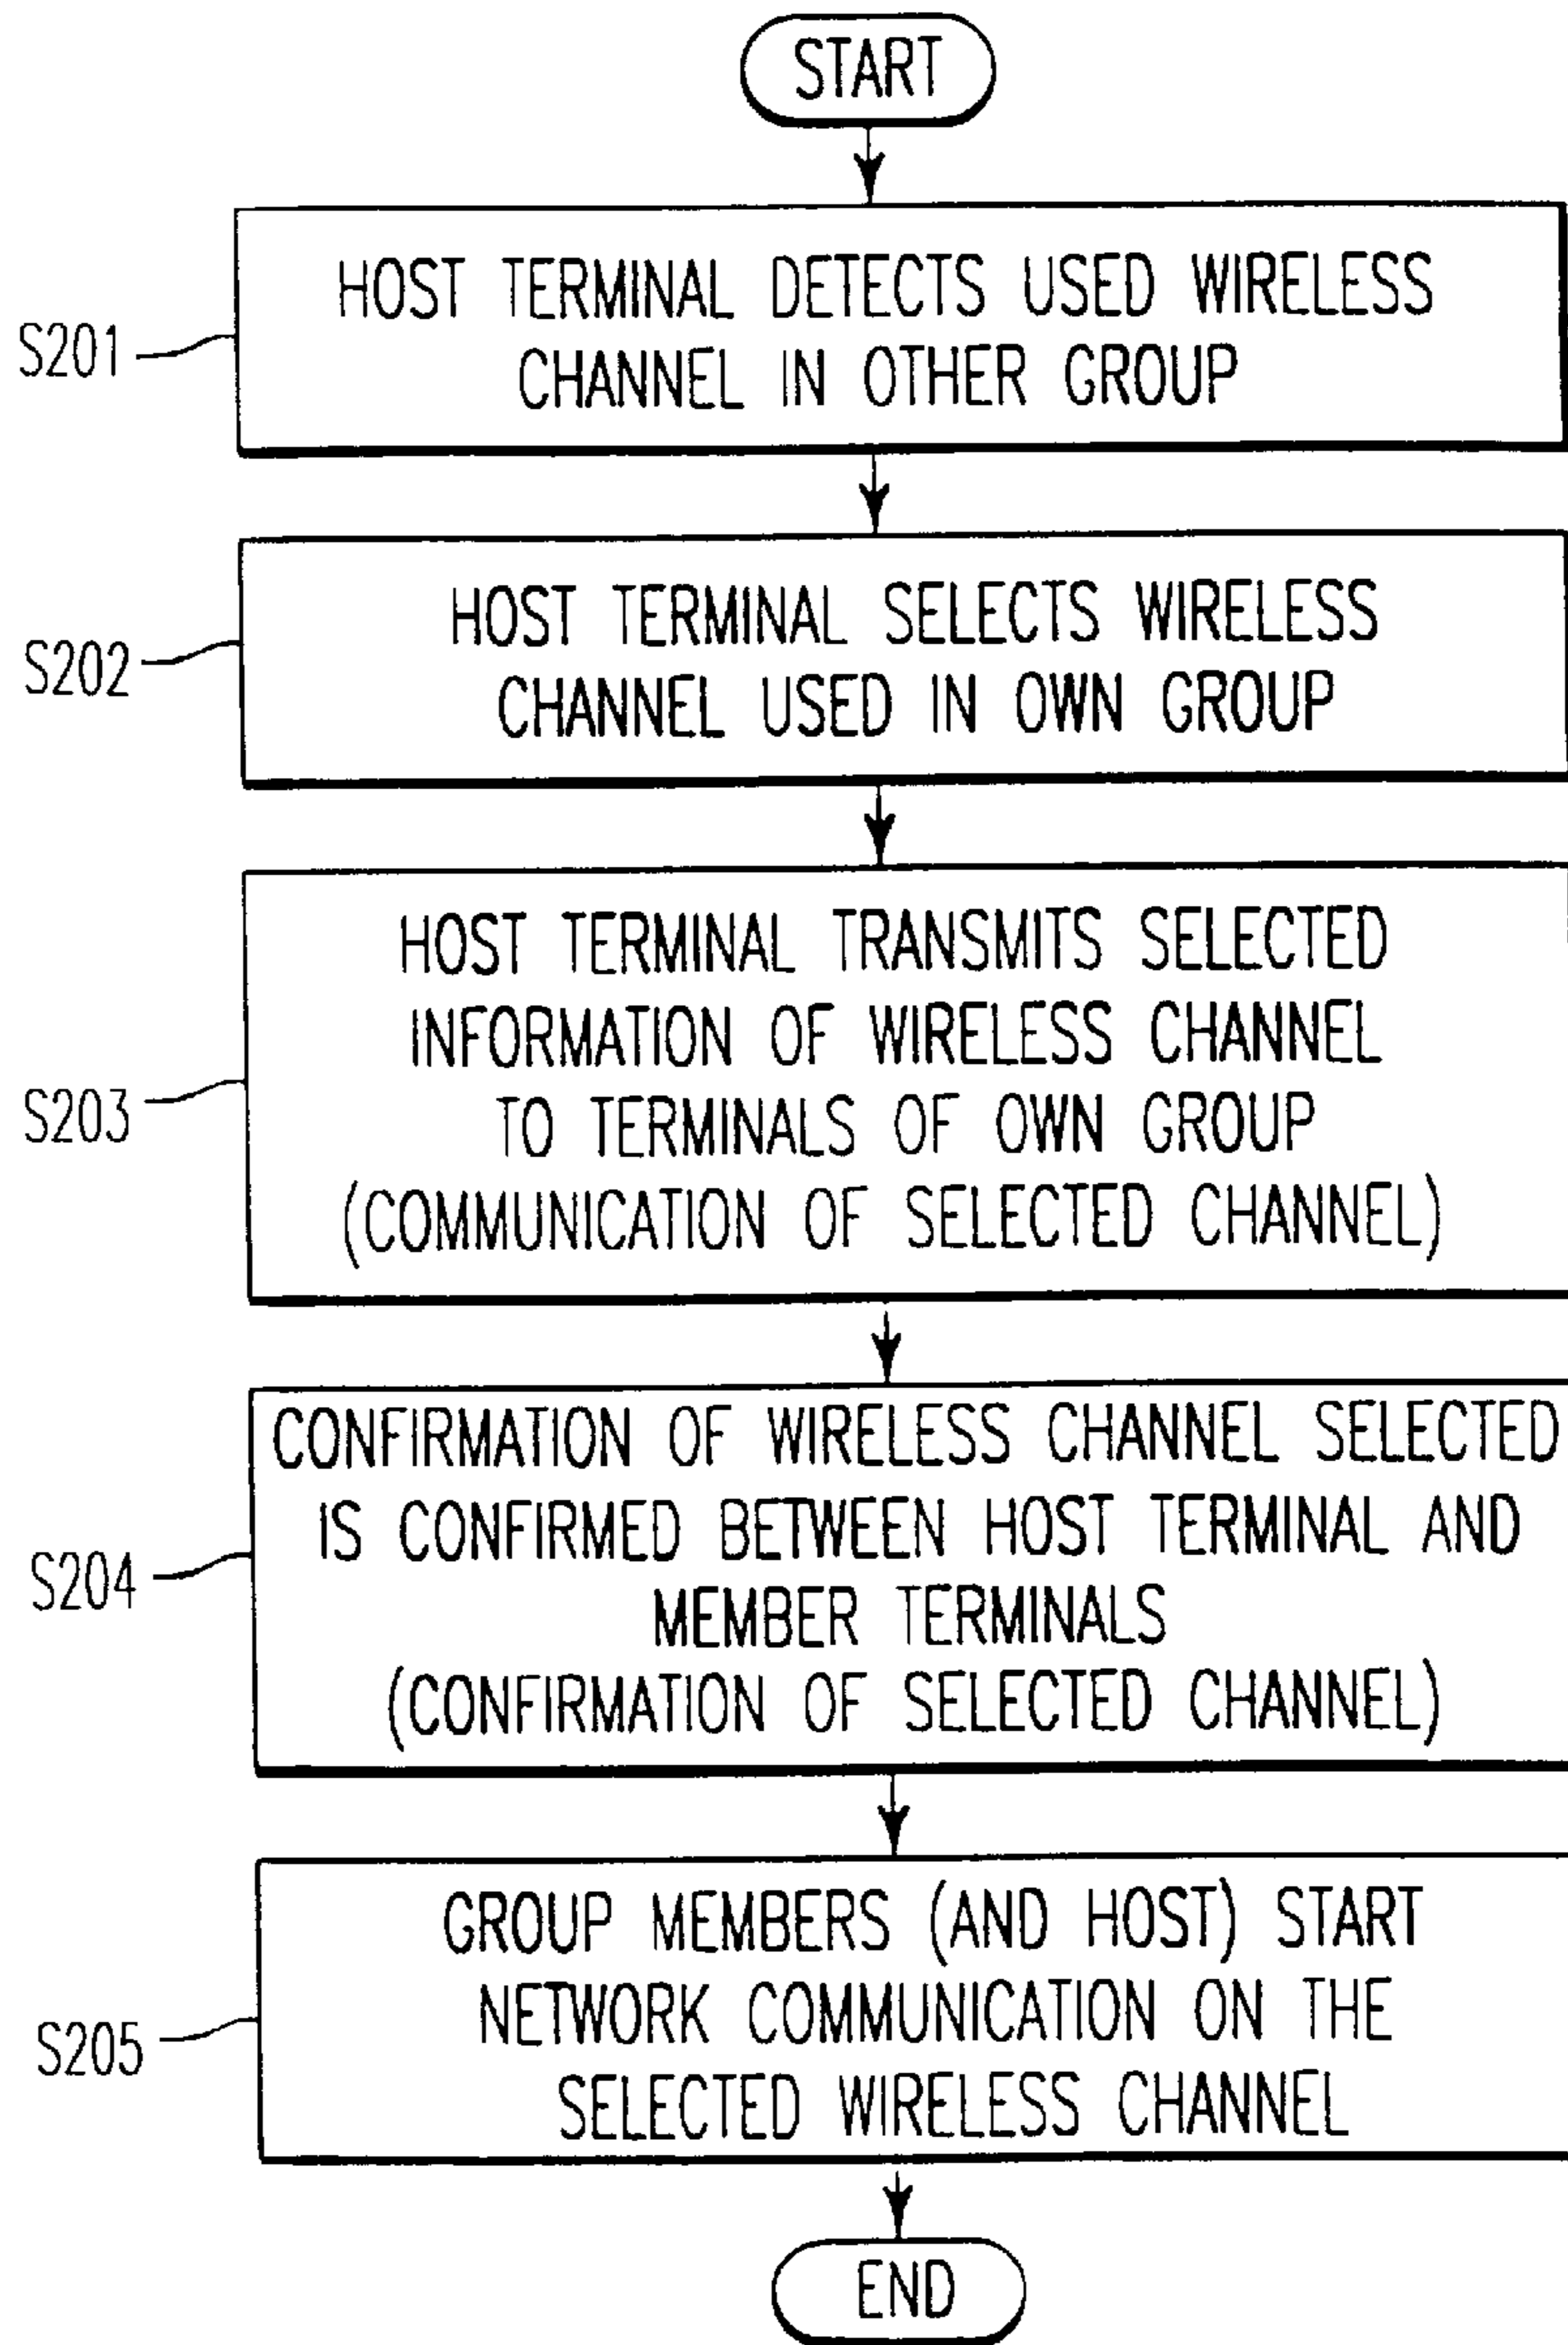 START
S201
HOST TERMINAL DETECTS USED WIRELESS
CHANNEL IN OTHER GROUP
S202
HOST TERMINAL SELECTS WIRELESS
CHANNEL USED IN OWN GROUP
S203
HOST TERMINAL TRANSMITS SELECTED
INFORMATION OF WIRELESS CHANNEL
TO TERMINALS OF OWN GROUP
(COMMUNICATION OF SELECTED CHANNEL)
S204
CONFIRMATION OF WIRELESS CHANNEL SELECTED
IS CONFIRMED BETWEEN HOST TERMINAL AND
MEMBER TERMINALS
(CONFIRMATION OF SELECTED CHANNEL)
S205
GROUP MEMBERS (AND HOST) START
NETWORK COMMUNICATION ON THE
SELECTED WIRELESS CHANNEL
END